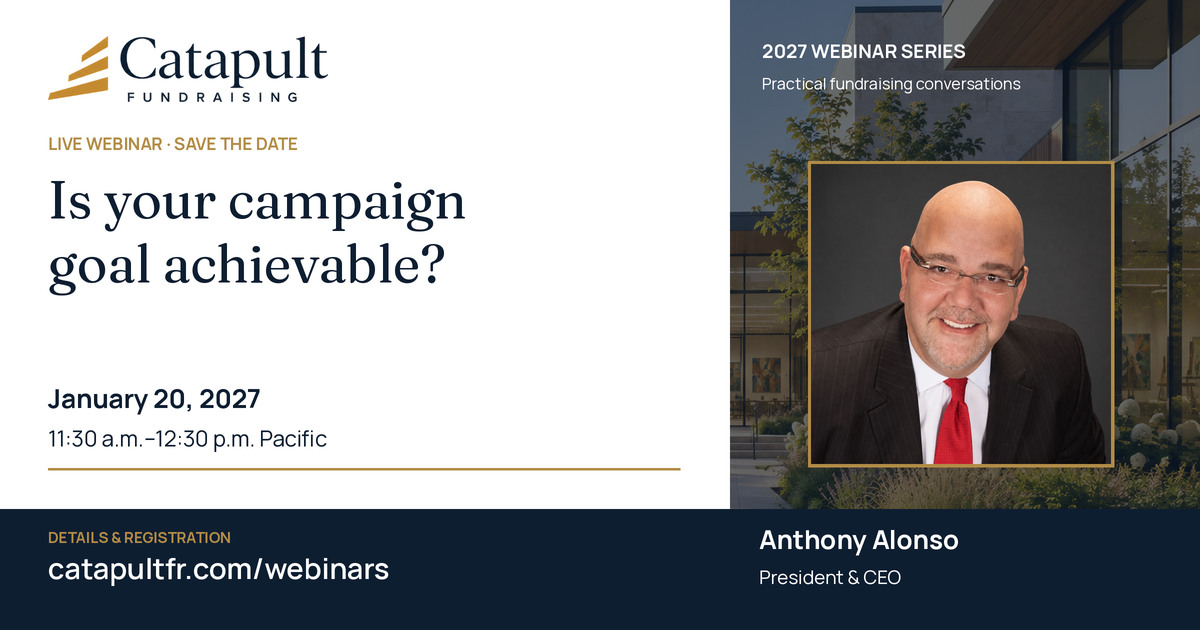 Catapult
FUNDRAISING
LIVE WEBINAR · SAVE THE DATE
Is your campaign
goal achievable?
January 20, 2027
11:30 a.m.–12:30 p.m. Pacific
DETAILS & REGISTRATION
catapultfr.com/webinars
2027 WEBINAR SERIES
Practical fundraising conversations
Anthony Alonso
President & CEO